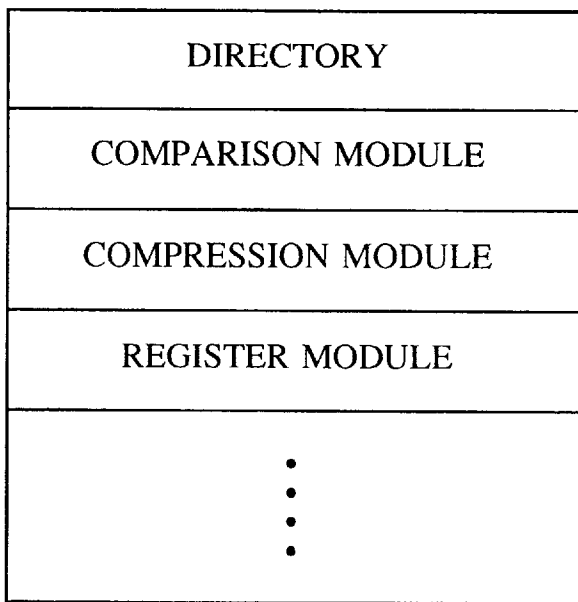 DIRECTORY
COMPARISON MODULE
COMPRESSION MODULE
REGISTER MODULE